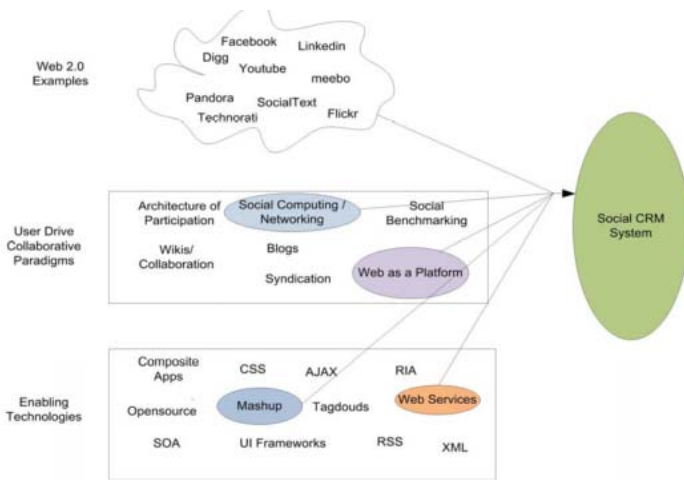 Web 2.0
Examples
Facebook
Linkedin
Digg
Youtube
meebo
Pandora
SocialText
Technorati
Flickr
Social CRM
System
User Drive
Collaborative
Paradigms
Architecture of
Participation
Social Computing /
Networking
Social
Benchmarking
Wikis/
Collaboration
Blogs
Syndication
Web as a Platform
Enabling
Technologies
Composite
Apps
CSS
AJAX
RIA
Opensource
Mashup
Tagdouds
Web Services
SOA
UI Frameworks
RSS
XML